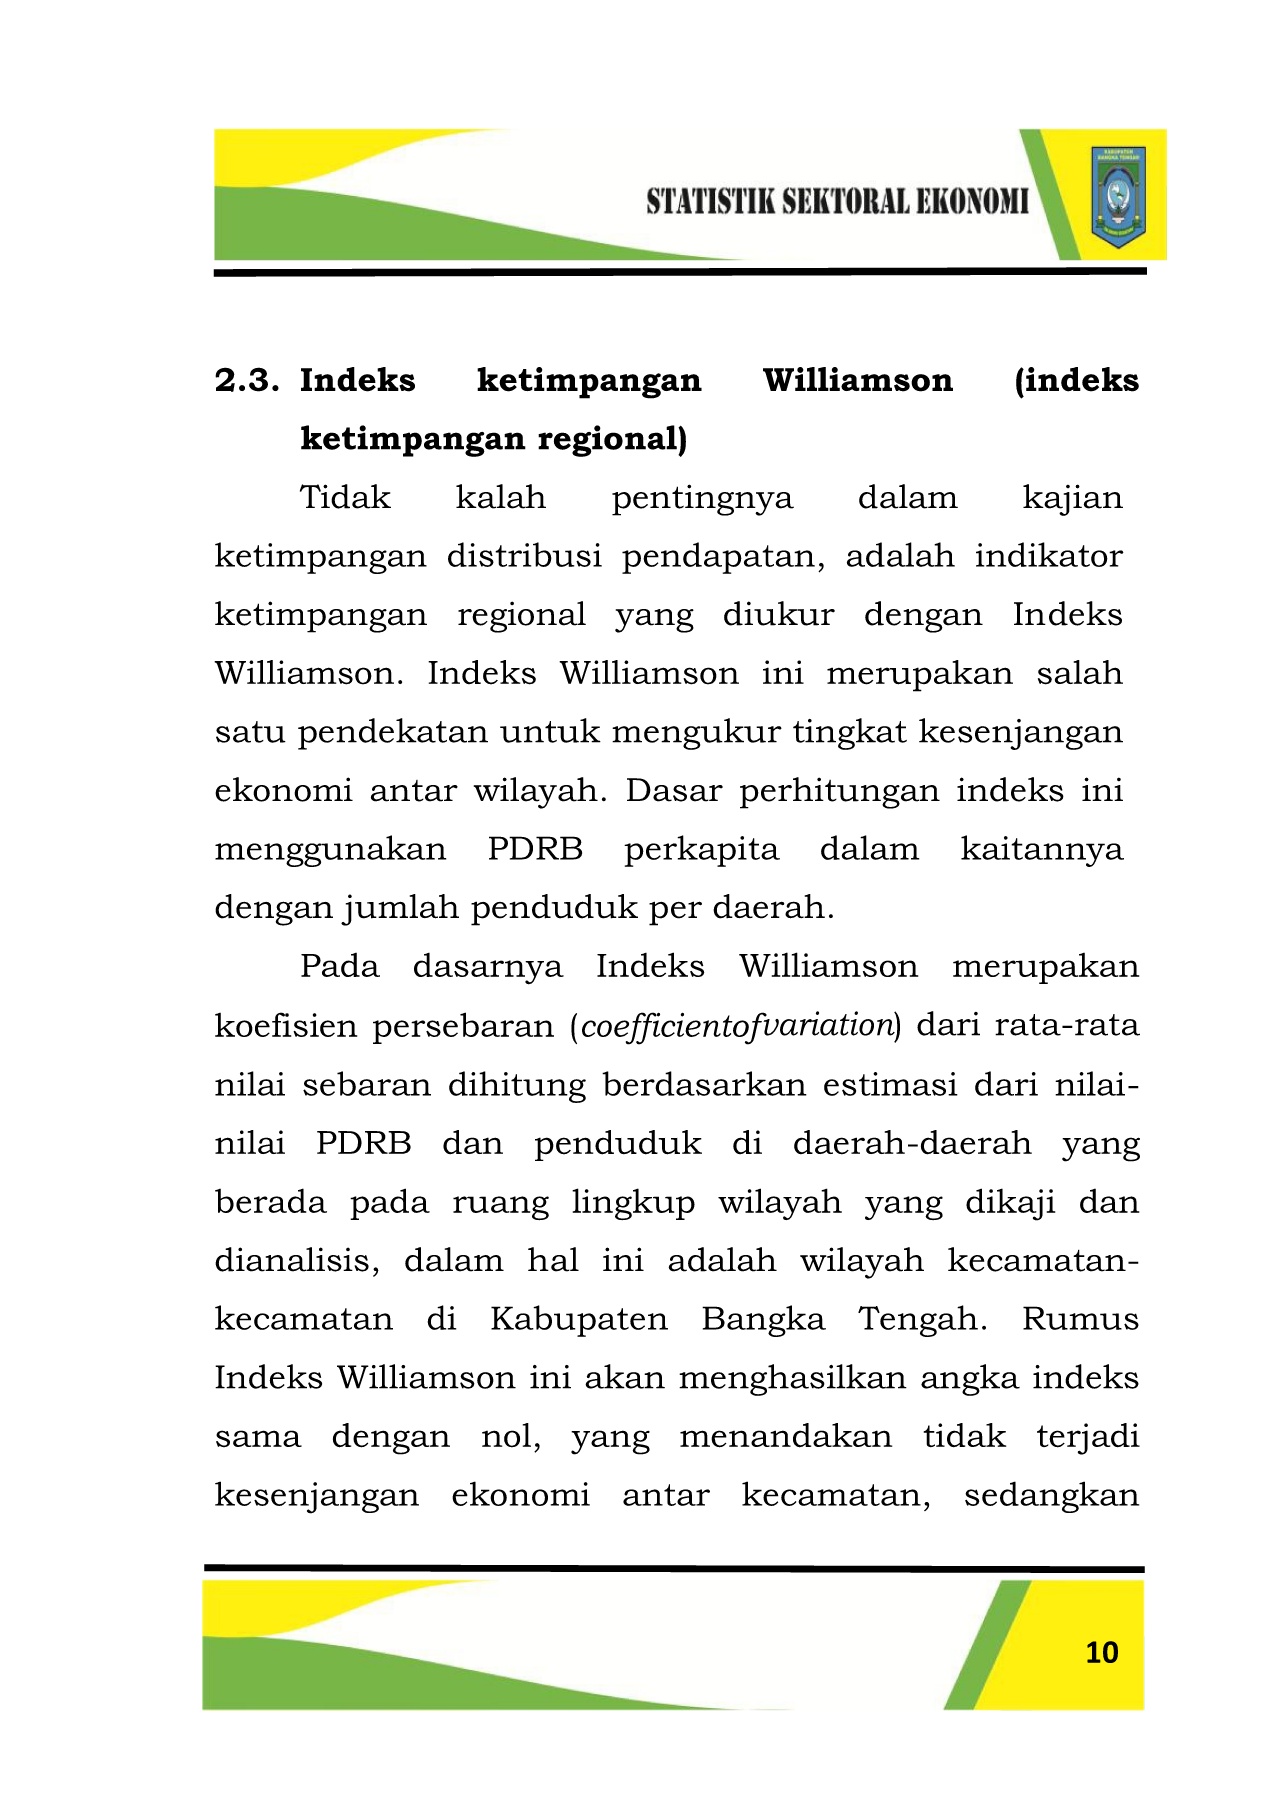 STATISTIK SEKTORAL EKONOMI
KABUPATEN
BANGKA TENGAH
2.3. Indeks ketimpangan Williamson (indeks
ketimpangan regional)
Tidak kalah pentingnya dalam kajian
ketimpangan distribusi pendapatan, adalah indikator
ketimpangan regional yang diukur dengan Indeks
Williamson. Indeks Williamson ini merupakan salah
satu pendekatan untuk mengukur tingkat kesenjangan
ekonomi antar wilayah. Dasar perhitungan indeks ini
menggunakan PDRB perkapita dalam kaitannya
dengan jumlah penduduk per daerah.
Pada dasarnya Indeks Williamson merupakan
koefisien persebaran (coefficientofvariation) dari rata-rata
nilai sebaran dihitung berdasarkan estimasi dari nilai-
nilai PDRB dan penduduk di daerah-daerah yang
berada pada ruang lingkup wilayah yang dikaji dan
dianalisis, dalam hal ini adalah wilayah kecamatan-
kecamatan di Kabupaten Bangka Tengah. Rumus
Indeks Williamson ini akan menghasilkan angka indeks
sama dengan nol, yang menandakan tidak terjadi
kesenjangan ekonomi antar kecamatan, sedangkan
10